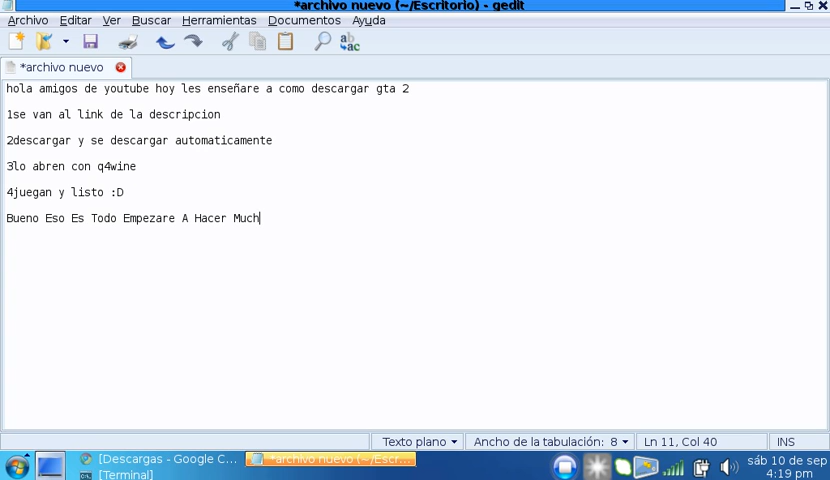 *archivo nuevo (~/Escritorio) - gedit
Archivo Editar Ver Buscar Herramientas Documentos Ayuda
*archivo nuevo
hola amigos de youtube hoy les enseñare a como descargar gta 2
1se van al link de la descripcion
2descargar y se descargar automaticamente
3lo abren con q4wine
4juegan y listo :D
Bueno Eso Es Todo Empezare A Hacer Much
Texto plano Ancho de la tabulación: 8 Ln 11, Col 40 INS
[Descargas - Google C... *archivo nuevo (~/Escr... sáb 10 de sep
[Terminal] 4:19 pm